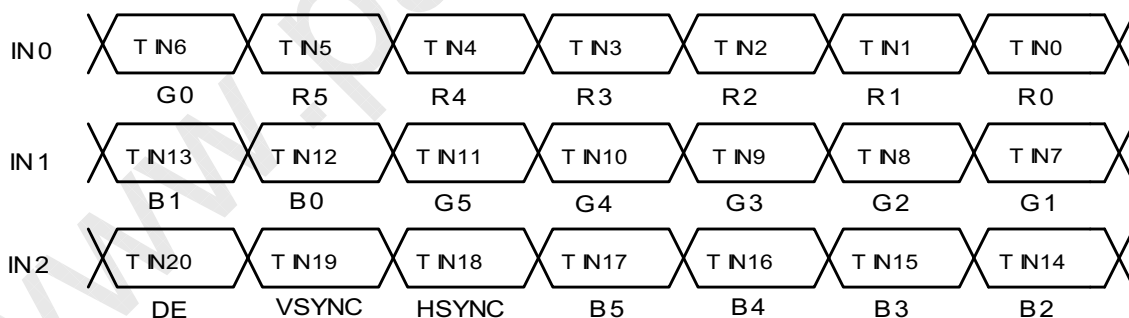 IN0 TIN6 TIN5 TIN4 TIN3 TIN2 TIN1 TIN0
G0 R5 R4 R3 R2 R1 R0
IN1 TIN13 TIN12 TIN11 TIN10 TIN9 TIN8 TIN7
B1 B0 G5 G4 G3 G2 G1
IN2 TIN20 TIN19 TIN18 TIN17 TIN16 TIN15 TIN14
DE VSYNC HSYNC B5 B4 B3 B2
www.p